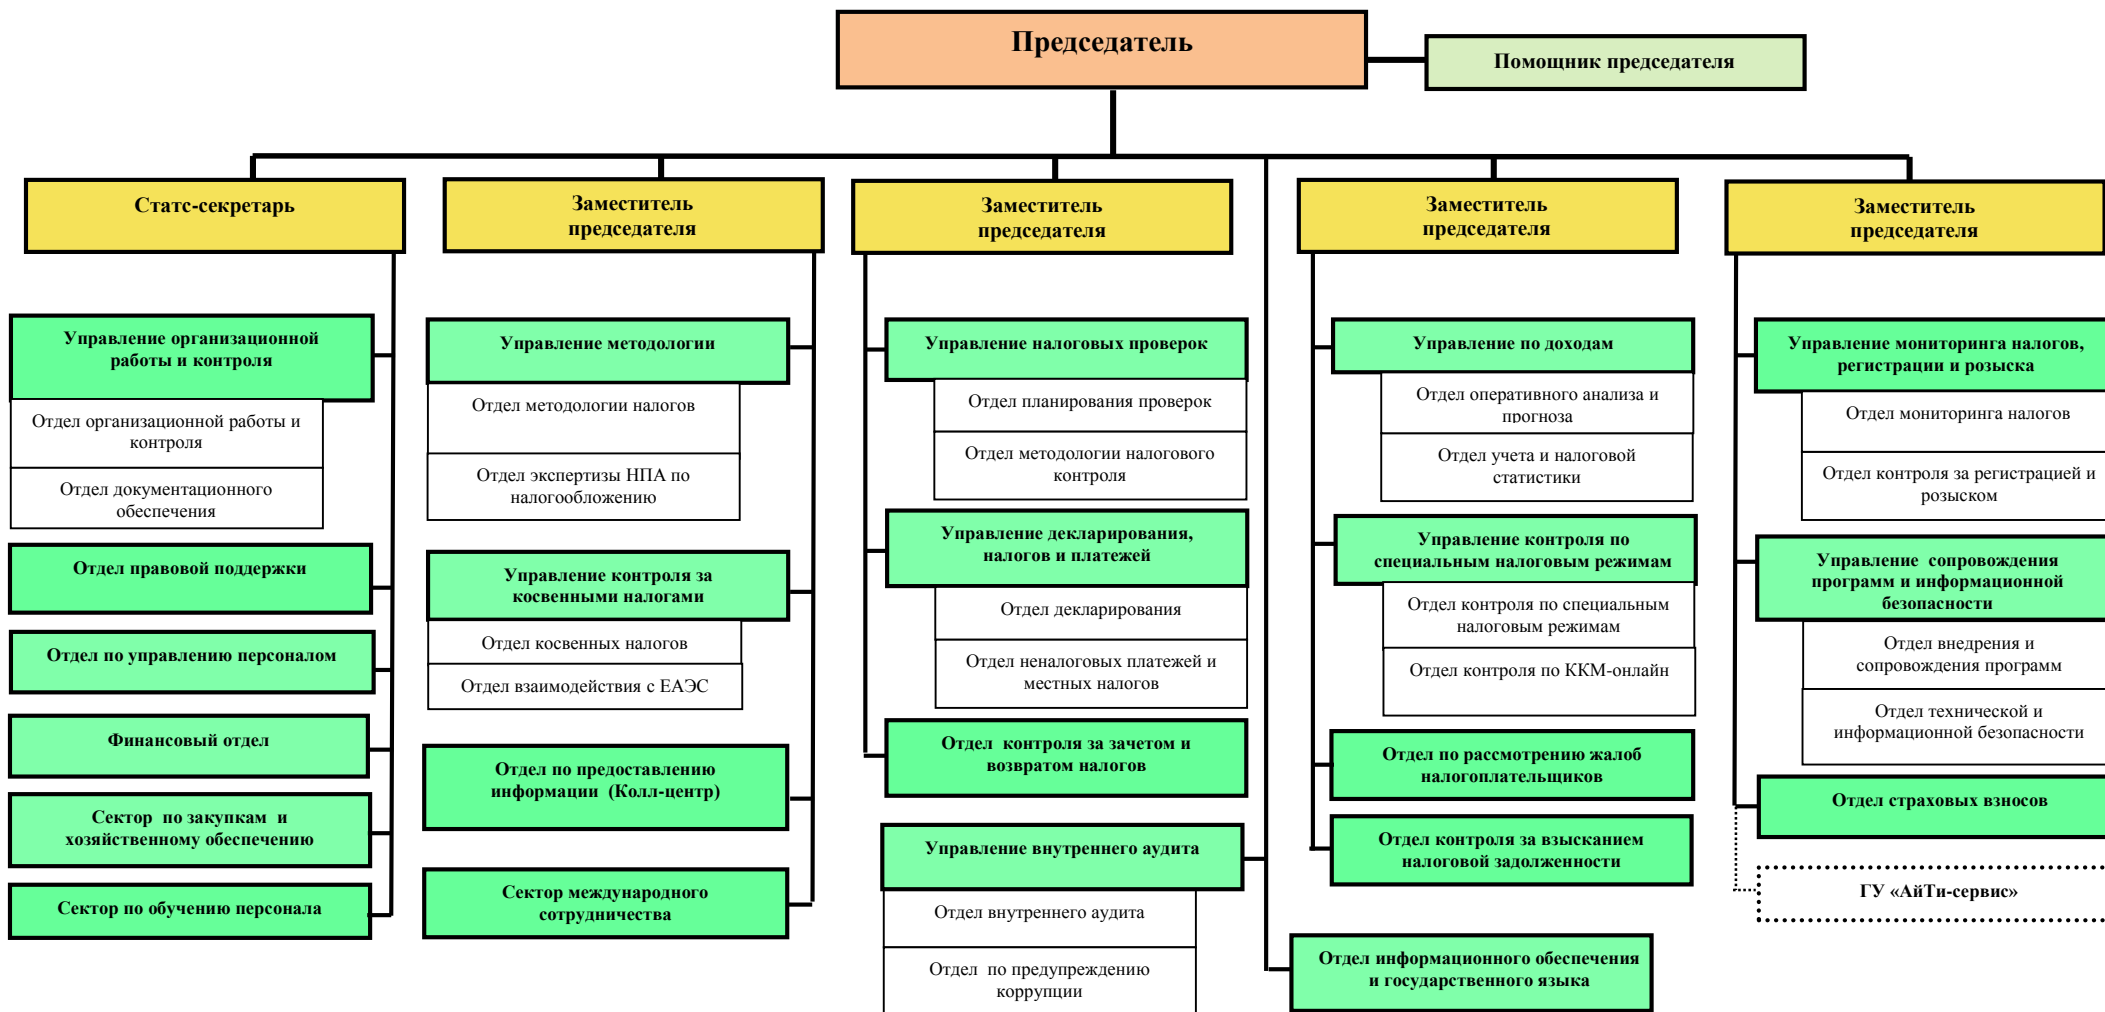 Председатель
Помощник председателя
Статс-секретарь
Управление организационной
работы и контроля
Отдел организационной работы и
контроля
Отдел документационного
обеспечения
Отдел правовой поддержки
Отдел по управлению персоналом
Финансовый отдел
Сектор по закупкам и
хозяйственному обеспечению
Сектор по обучению персонала
Заместитель
председателя
Управление методологии
Отдел методологии налогов
Отдел экспертизы НПА по
налогообложению
Управление контроля за
косвенными налогами
Отдел косвенных налогов
Отдел взаимодействия с ЕАЭС
Отдел по предоставлению
информации (Колл-центр)
Сектор международного
сотрудничества
Заместитель
председателя
Управление налоговых проверок
Отдел планирования проверок
Отдел методологии налогового
контроля
Управление декларирования,
налогов и платежей
Отдел декларирования
Отдел неналоговых платежей и
местных налогов
Отдел контроля за зачетом и
возвратом налогов
Управление внутреннего аудита
Отдел внутреннего аудита
Отдел по предупреждению
коррупции
Заместитель
председателя
Управление по доходам
Отдел оперативного анализа и
прогноза
Отдел учета и налоговой
статистики
Управление контроля по
специальным налоговым режимам
Отдел контроля по специальным
налоговым режимам
Отдел контроля по ККМ-онлайн
Отдел по рассмотрению жалоб
налогоплательщиков
Отдел контроля за взысканием
налоговой задолженности
Отдел информационного обеспечения
и государственного языка
Заместитель
председателя
Управление мониторинга налогов,
регистрации и розыска
Отдел мониторинга налогов
Отдел контроля за регистрацией и
розыском
Управление сопровождения
программ и информационной
безопасности
Отдел внедрения и
сопровождения программ
Отдел технической и
информационной безопасности
Отдел страховых взносов
ГУ «АйТи-сервис»